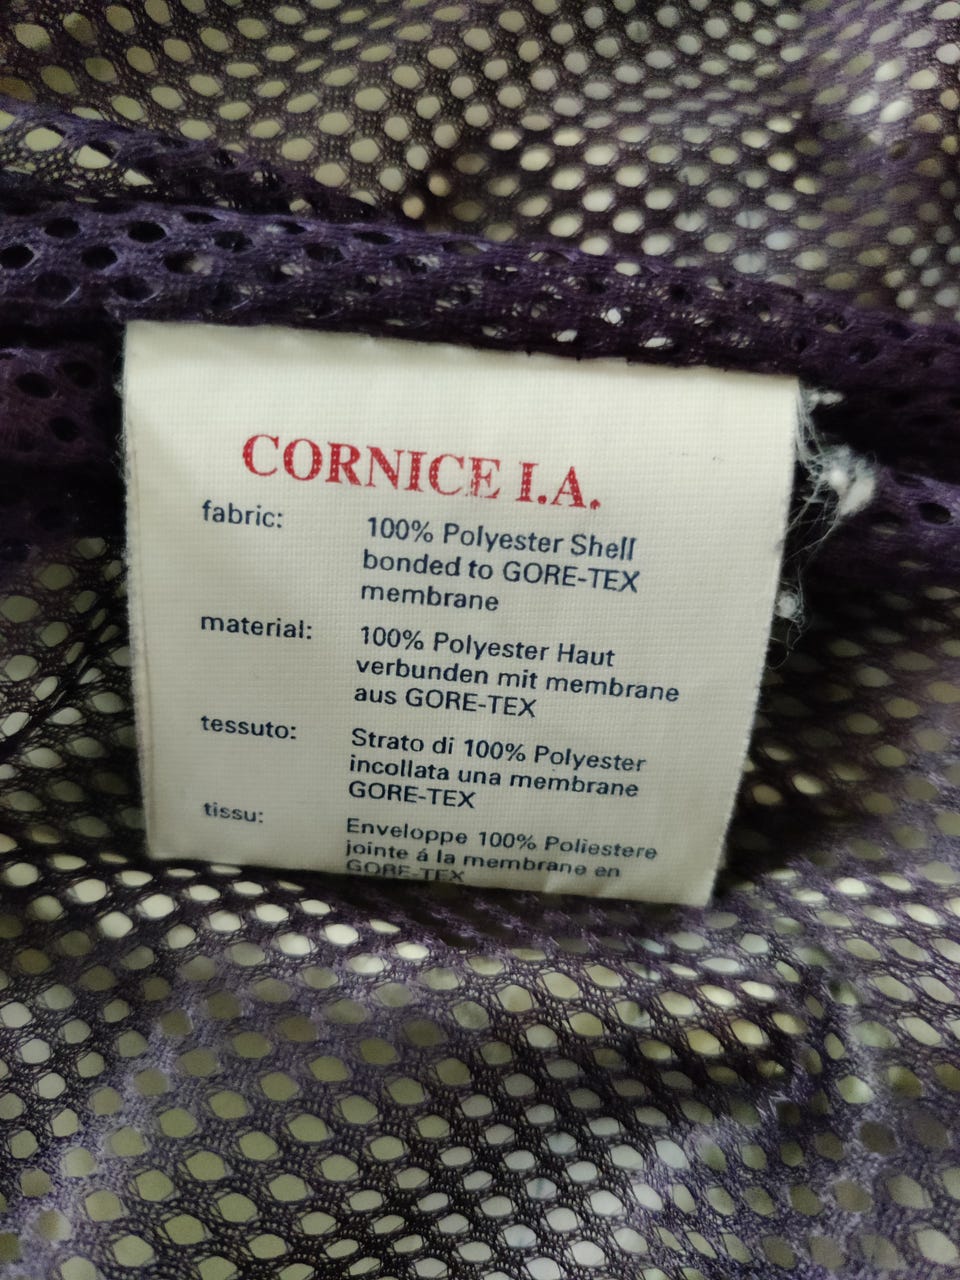 CORNICE I.A.
fabric: 100% Polyester Shell
bonded to GORE-TEX
membrane
material: 100% Polyester Haut
verbunden mit membrane
aus GORE-TEX
tessuto: Strato di 100% Polyester
incollata una membrane
GORE-TEX
tissu: Enveloppe 100% Poliestere
jointe á la membrane en
GORE-TEX